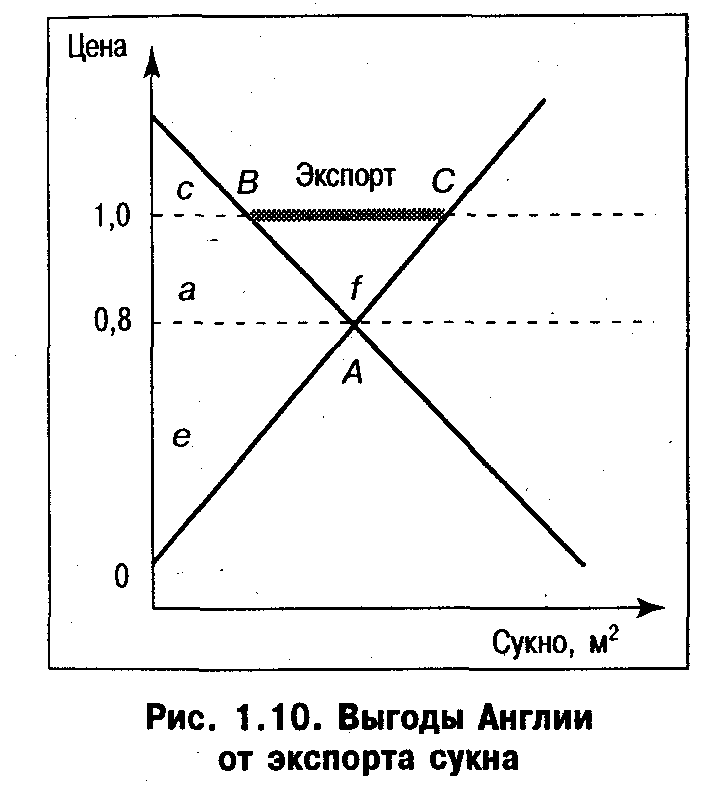 Цена
c B Экспорт C
1,0
a f
0,8
A
e
0
Сукно, м²
Рис. 1.10. Выгоды Англии
от экспорта сукна